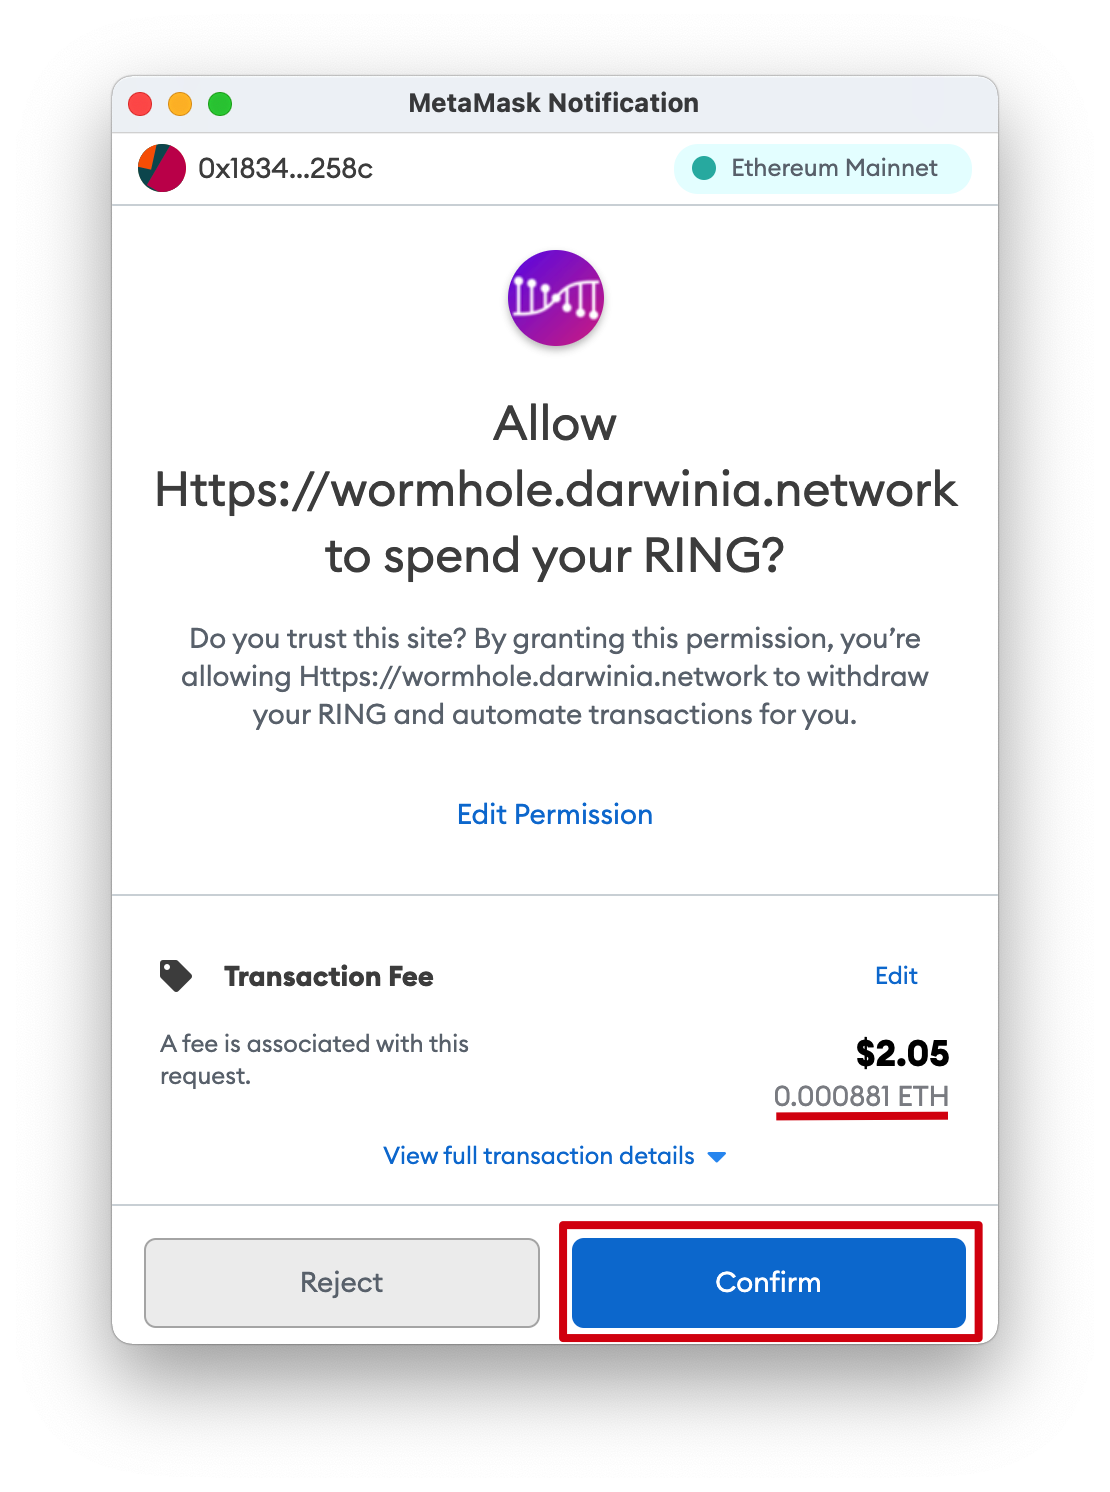 MetaMask Notification
0x1834...258c
Ethereum Mainnet
Allow
Https://wormhole.darwinia.network
to spend your RING?
Do you trust this site? By granting this permission, you’re
allowing Https://wormhole.darwinia.network to withdraw
your RING and automate transactions for you.
Edit Permission
Transaction Fee
Edit
A fee is associated with this
request.
$2.05
0.000881 ETH
View full transaction details
Reject
Confirm